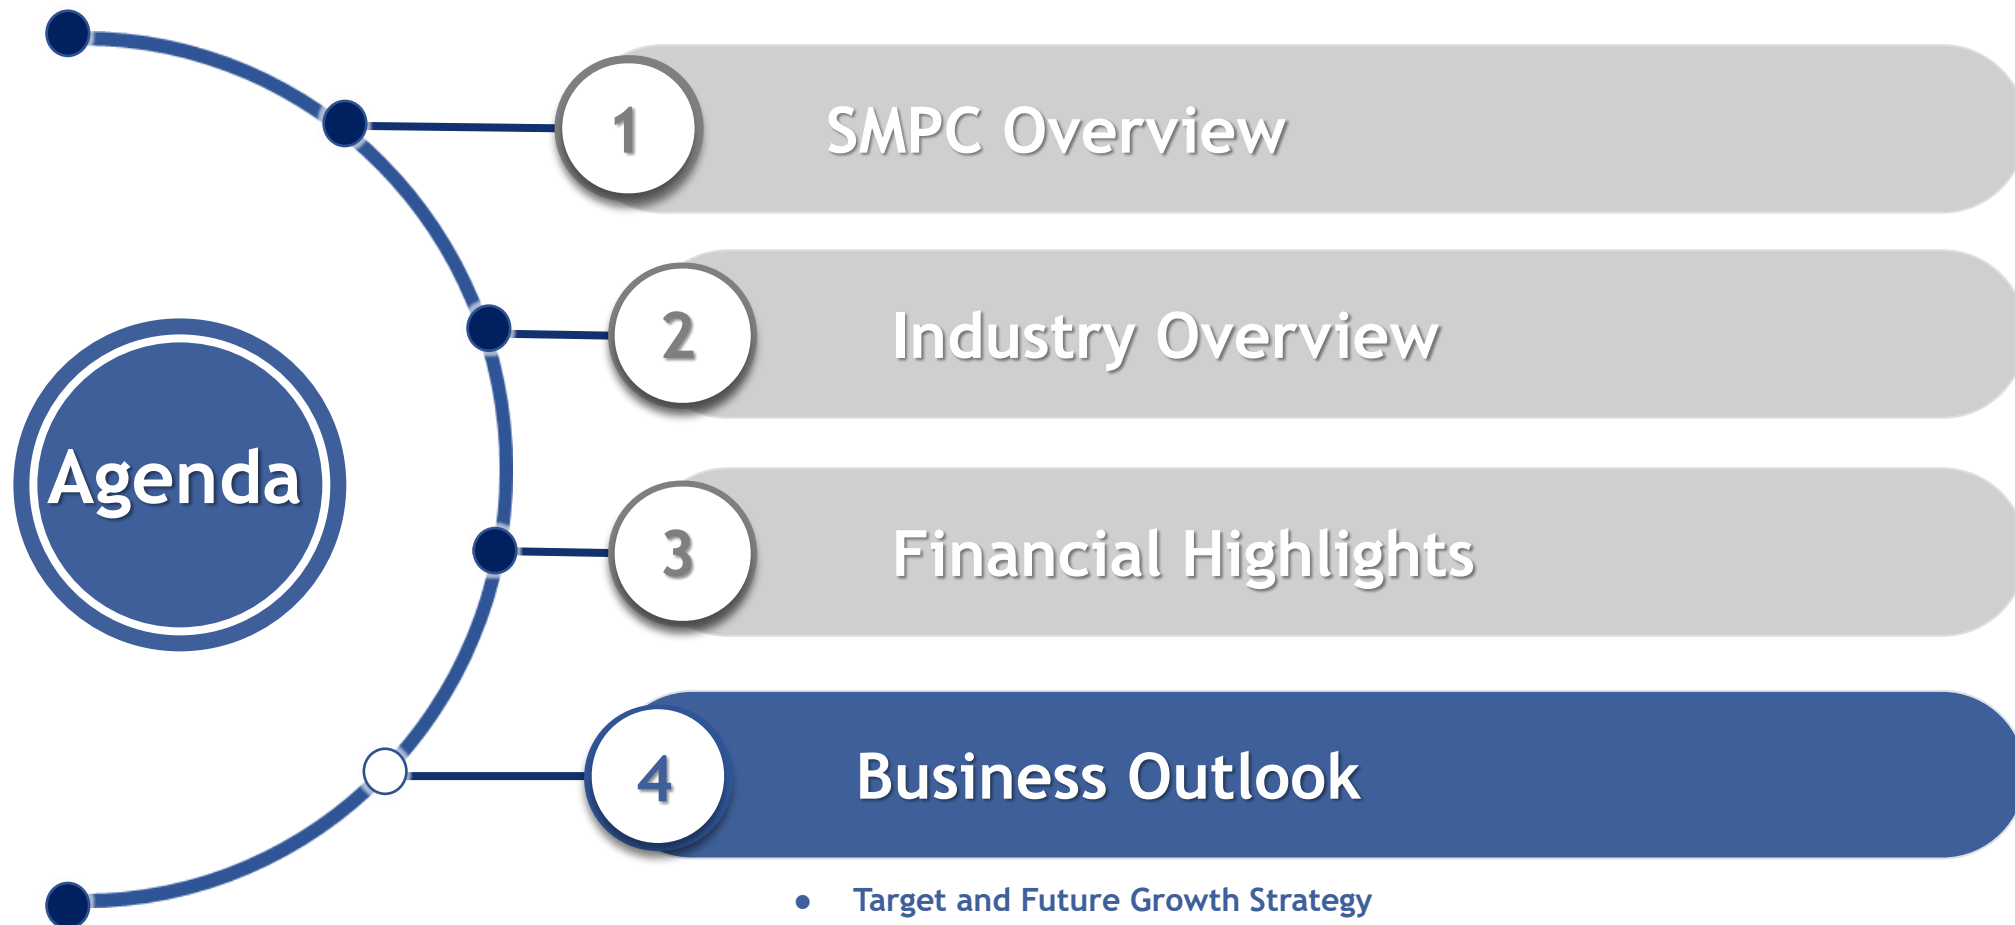 Agenda
1
SMPC Overview
2
Industry Overview
3
Financial Highlights
4
Business Outlook
● Target and Future Growth Strategy